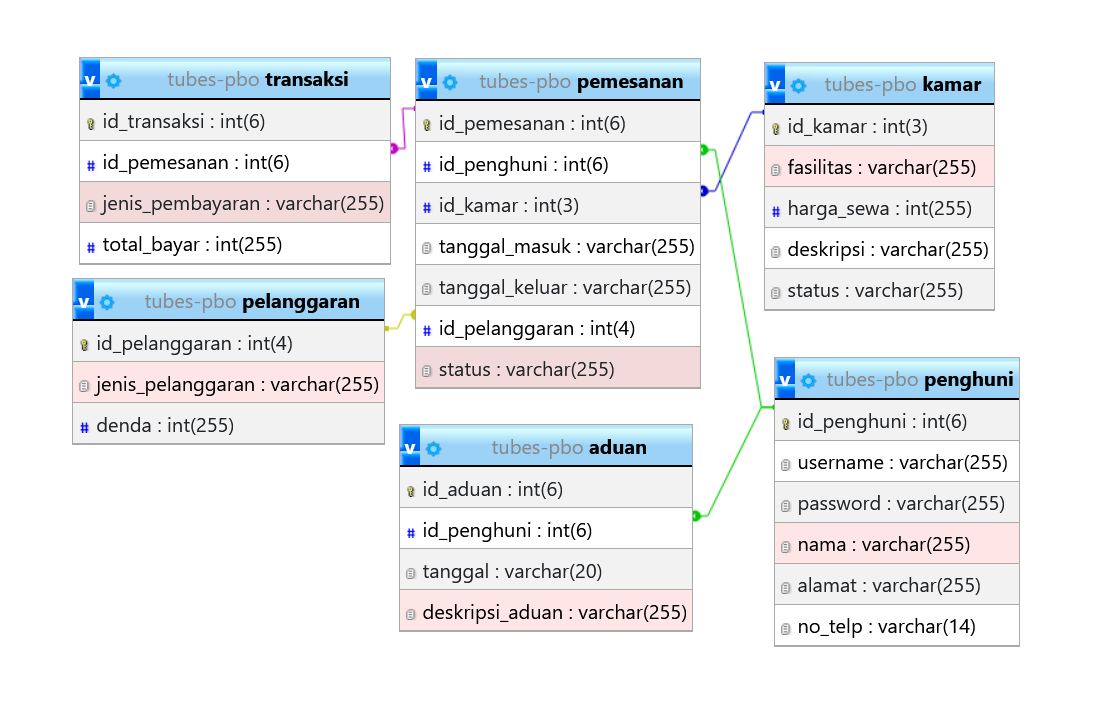 v tubes-pbo transaksi
id_transaksi : int(6)
# id_pemesanan : int(6)
jenis_pembayaran : varchar(255)
# total_bayar : int(255)
v tubes-pbo pemesanan
id_pemesanan : int(6)
# id_penghuni : int(6)
# id_kamar : int(3)
tanggal_masuk : varchar(255)
tanggal_keluar : varchar(255)
# id_pelanggaran : int(4)
status : varchar(255)
v tubes-pbo kamar
id_kamar : int(3)
fasilitas : varchar(255)
# harga_sewa : int(255)
deskripsi : varchar(255)
status : varchar(255)
v tubes-pbo pelanggaran
id_pelanggaran : int(4)
jenis_pelanggaran : varchar(255)
# denda : int(255)
v tubes-pbo aduan
id_aduan : int(6)
# id_penghuni : int(6)
tanggal : varchar(20)
deskripsi_aduan : varchar(255)
v tubes-pbo penghuni
id_penghuni : int(6)
username : varchar(255)
password : varchar(255)
nama : varchar(255)
alamat : varchar(255)
no_telp : varchar(14)